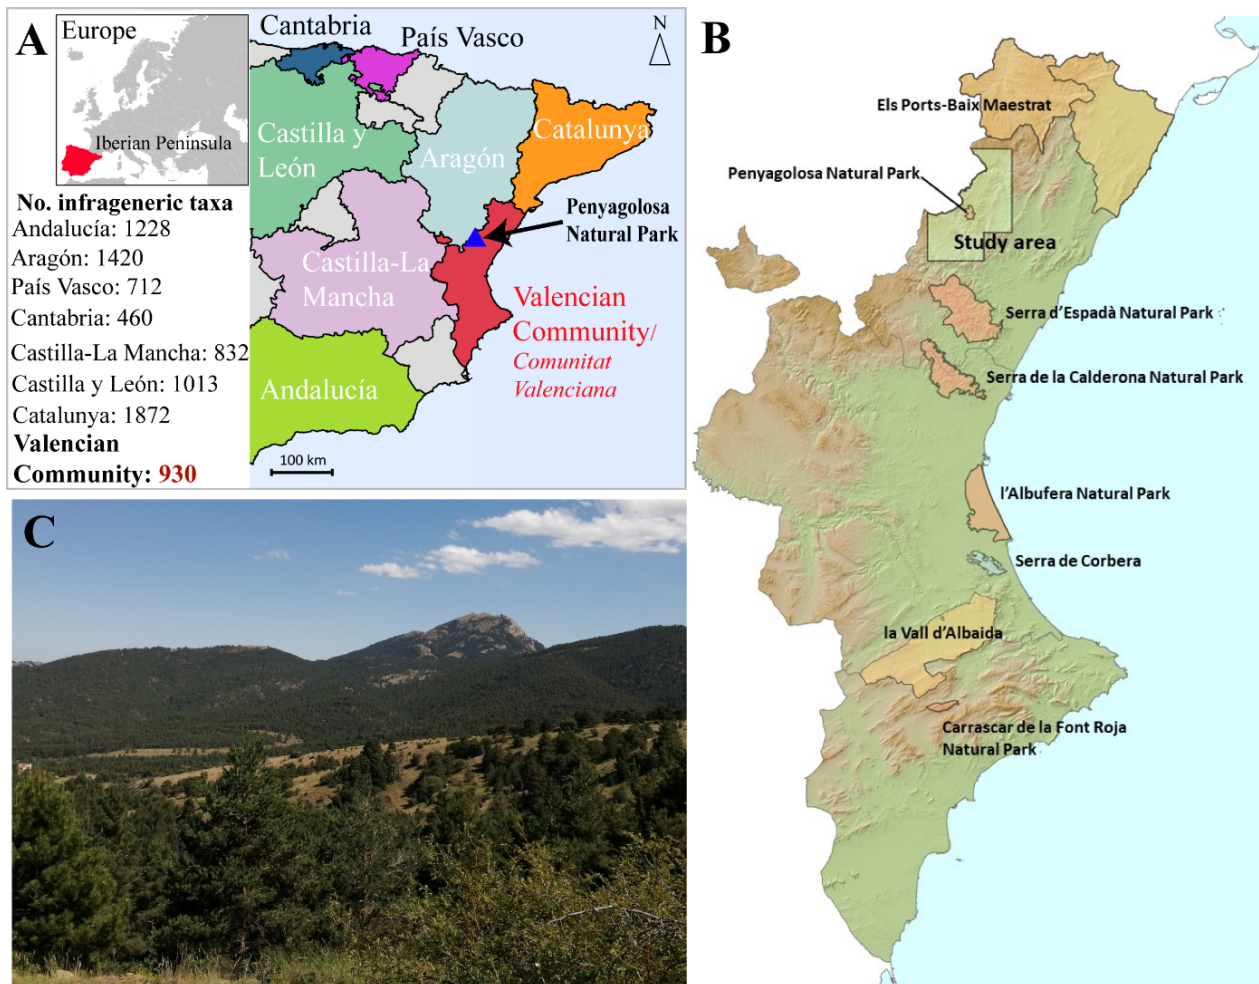 A
Europe
Iberian Peninsula
No. infrageneric taxa
Andalucía: 1228
Aragón: 1420
País Vasco: 712
Cantabria: 460
Castilla-La Mancha: 832
Castilla y León: 1013
Catalunya: 1872
Valencian
Community: 930
Cantabria
País Vasco
N
Castilla y
León
Aragón
Catalunya
Penyagolosa
Natural Park
Castilla-La
Mancha
Valencian
Community/
Comunitat
Valenciana
Andalucía
100 km
B
Els Ports-Baix Maestrat
Penyagolosa Natural Park
Study area
Serra d'Espadà Natural Park
Serra de la Calderona Natural Park
l'Albufera Natural Park
Serra de Corbera
la Vall d'Albaida
Carrascar de la Font Roja
Natural Park
C